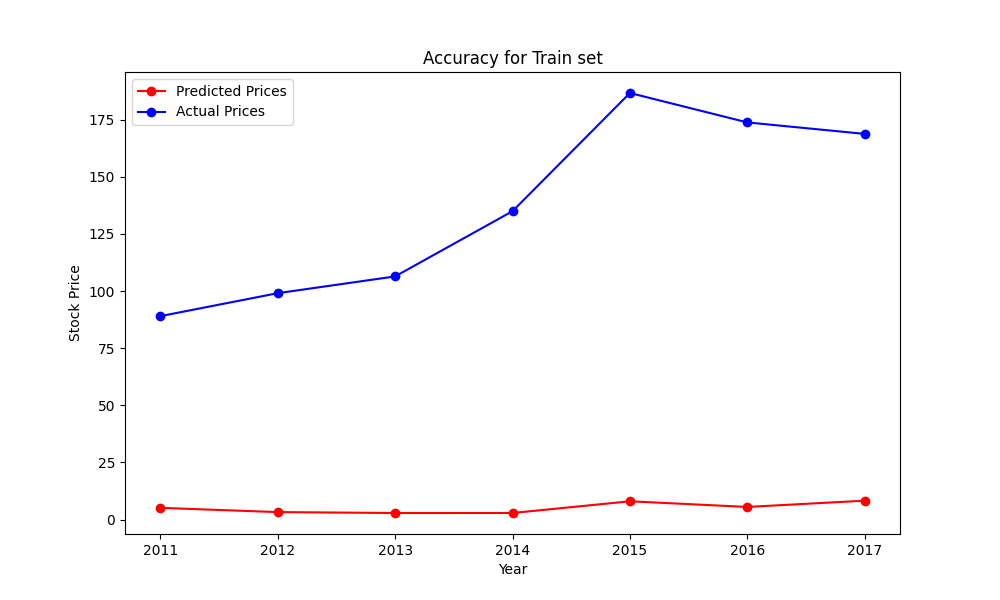 Accuracy for Train set
Predicted Prices
Actual Prices
Stock Price
175
150
125
100
75
50
25
0
2011 2012 2013 2014 2015 2016 2017
Year